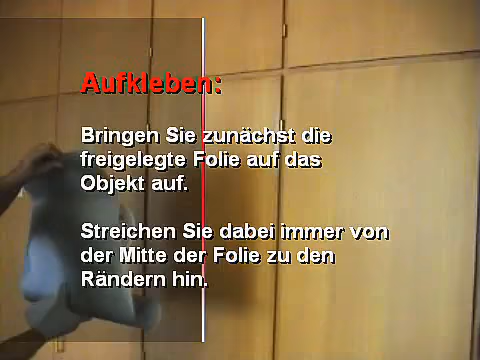 Aufkleben:
Bringen Sie zunächst die
freigelegte Folie auf das
Objekt auf.
Streichen Sie dabei immer von
der Mitte der Folie zu den
Rändern hin.